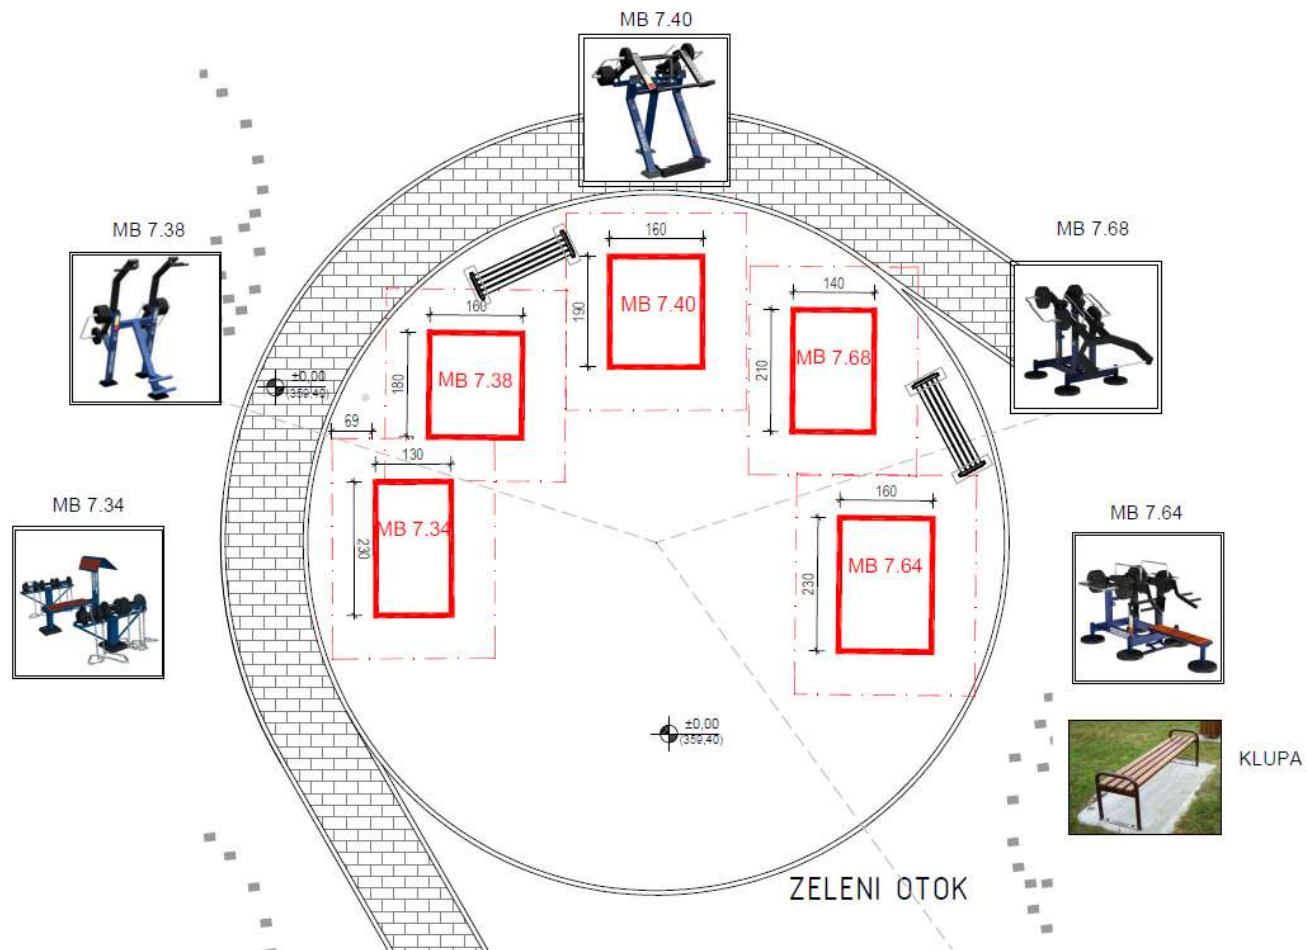 MB 7.40
MB 7.38
MB 7.68
160
190
MB 7.40
140
210
MB 7.68
160
180
MB 7.38
±0,00
(359,40)
69
130
230
MB 7.34
MB 7.34
160
230
MB 7.64
MB 7.64
±0,00
(359,40)
KLUPA
ZELENI OTOK